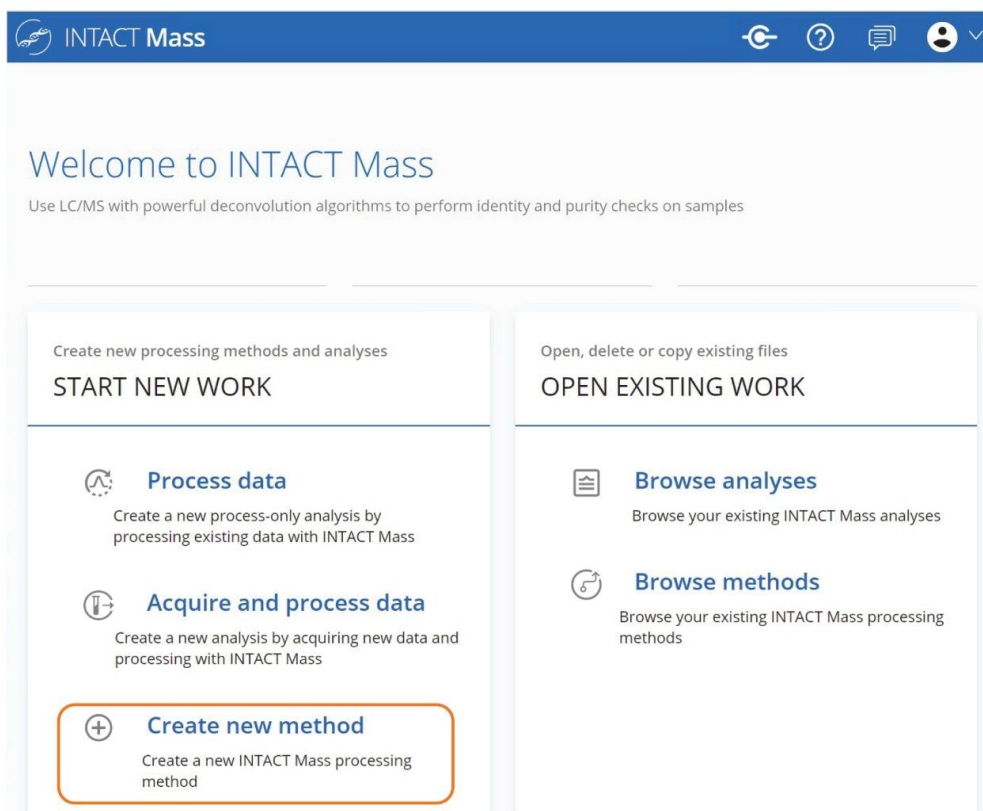 INTACT Mass
Welcome to INTACT Mass
Use LC/MS with powerful deconvolution algorithms to perform identity and purity checks on samples
Create new processing methods and analyses
START NEW WORK
Process data
Create a new process-only analysis by
processing existing data with INTACT Mass
Acquire and process data
Create a new analysis by acquiring new data and
processing with INTACT Mass
Create new method
Create a new INTACT Mass processing
method
Open, delete or copy existing files
OPEN EXISTING WORK
Browse analyses
Browse your existing INTACT Mass analyses
Browse methods
Browse your existing INTACT Mass processing
methods